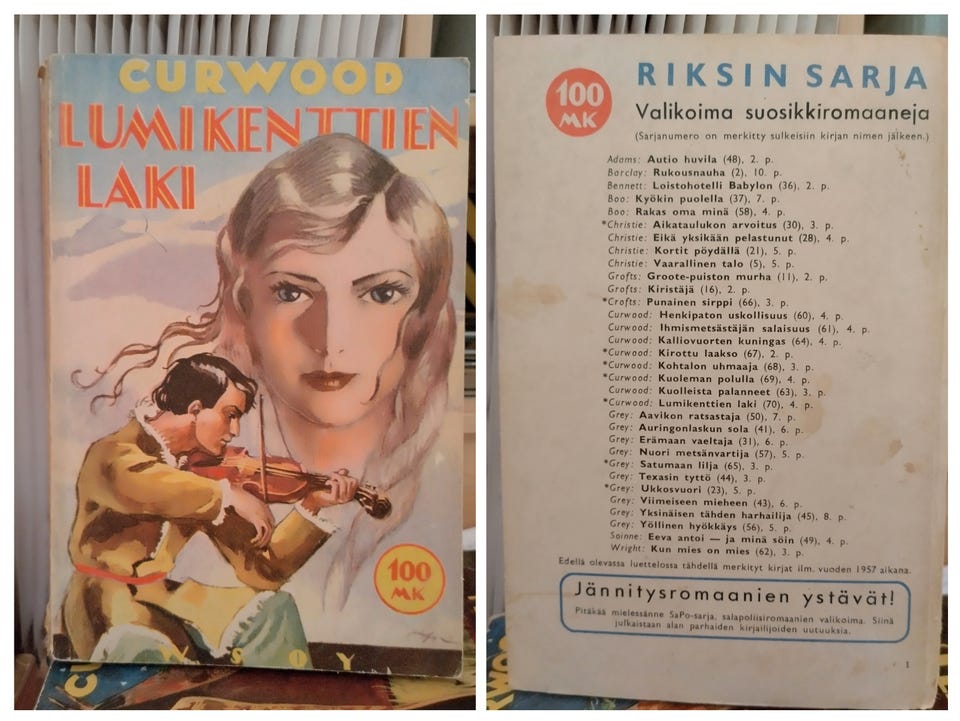 CURWOOD
LUMIKENTTIEN
LAKI
100
MK
WSOY
100
MK
RIKSIN SARJA
Valikoima suosikkiromaaneja
(Sarjanumero on merkitty sulkeisiin kirjan nimen jälkeen.)
Adams: Autio huvila (48), 2. p.
Barclay: Rukousnauha (2), 10. p.
Bennett: Loistohotelli Babylon (36), 2. p.
Boo: Kyökin puolella (37), 7. p.
Boo: Rakas oma minä (58), 4. p.
*Christie: Aikataulukon arvoitus (30), 3. p.
Christie: Eikä yksikään pelastunut (28), 4. p.
Christie: Kortit pöydällä (21), 5. p.
Christie: Vaarallinen talo (5), 5. p.
Grofts: Groote-puiston murha (11), 2. p.
Grofts: Kiristäjä (16), 2. p.
*Crofts: Punainen sirppi (66), 3. p.
Curwood: Henkipaton uskollisuus (60), 4. p.
Curwood: Ihmismetsästäjän salaisuus (61), 4. p.
Curwood: Kalliovuorten kuningas (64), 4. p.
*Curwood: Kirottu laakso (67), 2. p.
*Curwood: Kohtalon uhmaaja (68), 3. p.
*Curwood: Kuoleman polulla (69), 4. p.
Curwood: Kuolleista palanneet (63), 3. p.
*Curwood: Lumikenttien laki (70), 4. p.
Grey: Aavikon ratsastaja (50), 7. p.
Grey: Auringonlaskun sola (41), 6. p.
Grey: Erämaan vaeltaja (31), 6. p.
Grey: Nuori metsänvartija (57), 5. p.
*Grey: Satumaan lilja (65), 3. p.
Grey: Texasin tyttö (44), 3. p.
*Grey: Ukkosvuori (23), 5. p.
Grey: Viimeiseen mieheen (43), 6. p.
Grey: Yksinäisen tähden harhailija (45), 8. p.
Grey: Yöllinen hyökkäys (56), 5. p.
Soinne: Eeva antoi — ja minä söin (49), 4. p.
Wright: Kun mies on mies (62), 3. p.
Edellä olevassa luettelossa tähdellä merkityt kirjat ilm. vuoden 1957 aikana.
Jännitysromaanien ystävät!
Pitäkää mielessänne SaPo-sarja, salapoliisiromaanien valikoima. Siinä
julkaistaan alan parhaiden kirjailijoiden uutuuksia.
1